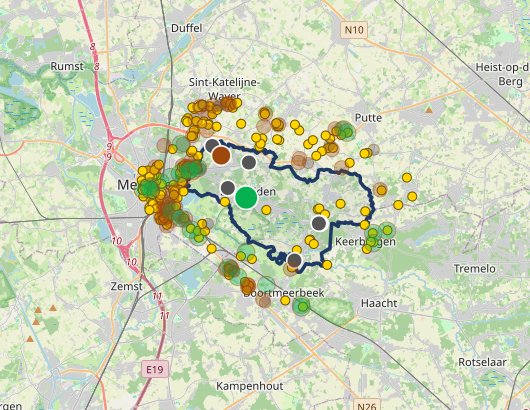 Duffel
N10
8
Rumst
8
Heist-op-d
Berg
Sint-Katelijne-
Waver
Putte
9
9
Me
den
10
Keerbergen
10
Tremelo
Zemst
11
Boortmeerbeek
Haacht
11
E19
Rotselaar
Kampenhout
N26